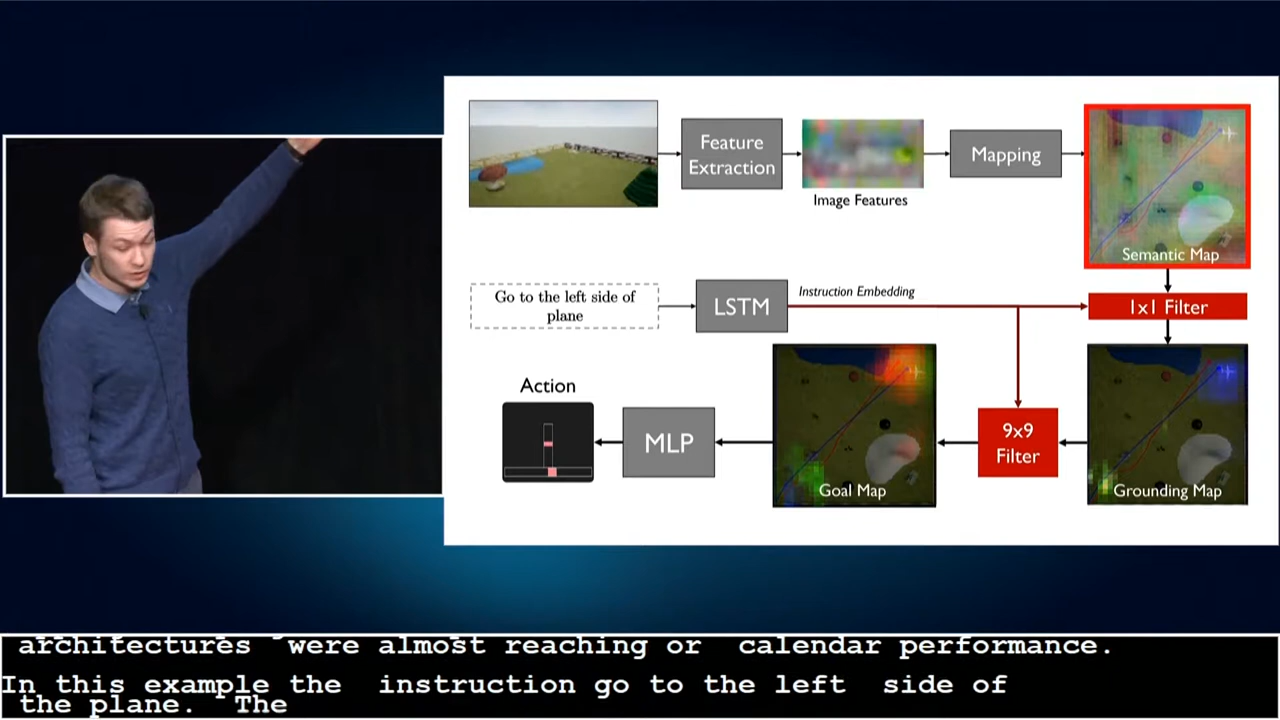 Feature
Extraction
Image Features
Mapping
Semantic Map
Go to the left side of
plane
LSTM
Instruction Embedding
1x1 Filter
Action
MLP
Goal Map
9x9
Filter
Grounding Map
architectures were almost reaching or calendar performance.
In this example the instruction go to the left side of
the plane. The